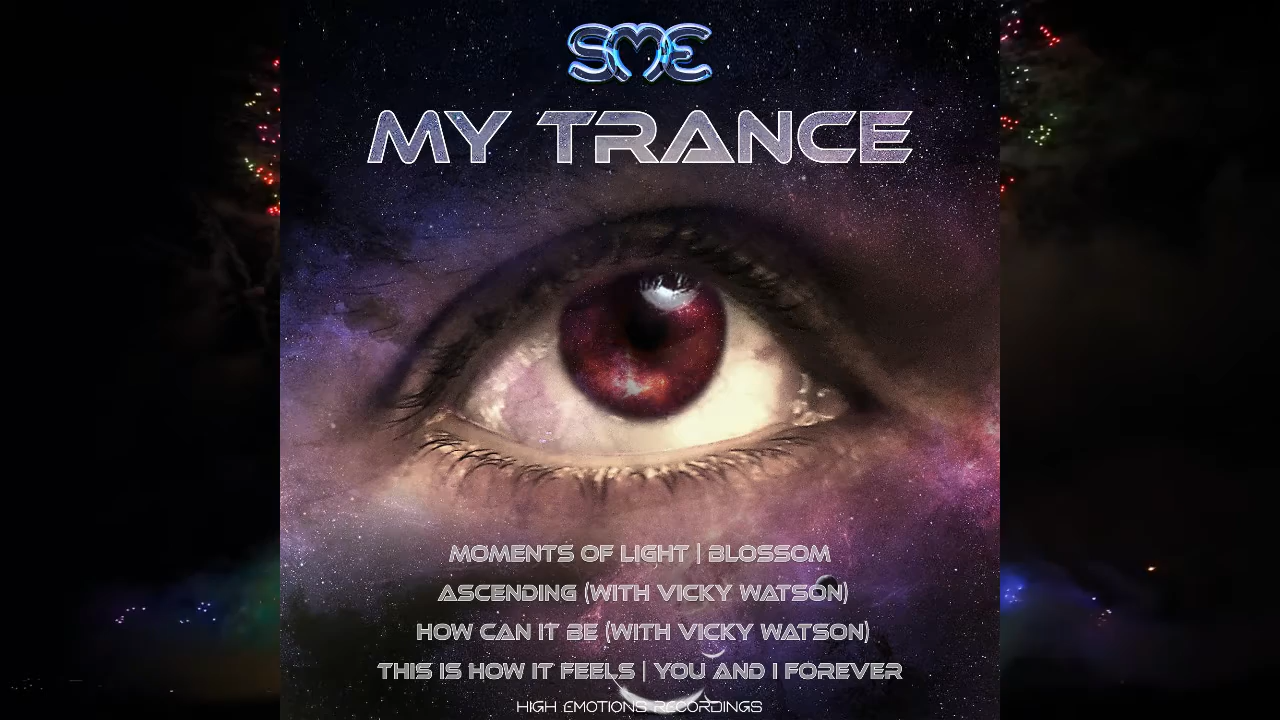 SME
MY TRANCE
MOMENTS OF LIGHT | BLOSSOM
ASCENDING (WITH VICKY WATSON)
HOW CAN IT BE (WITH VICKY WATSON)
THIS IS HOW IT FEELS | YOU AND I FOREVER
HIGH EMOTIONS RECORDINGS